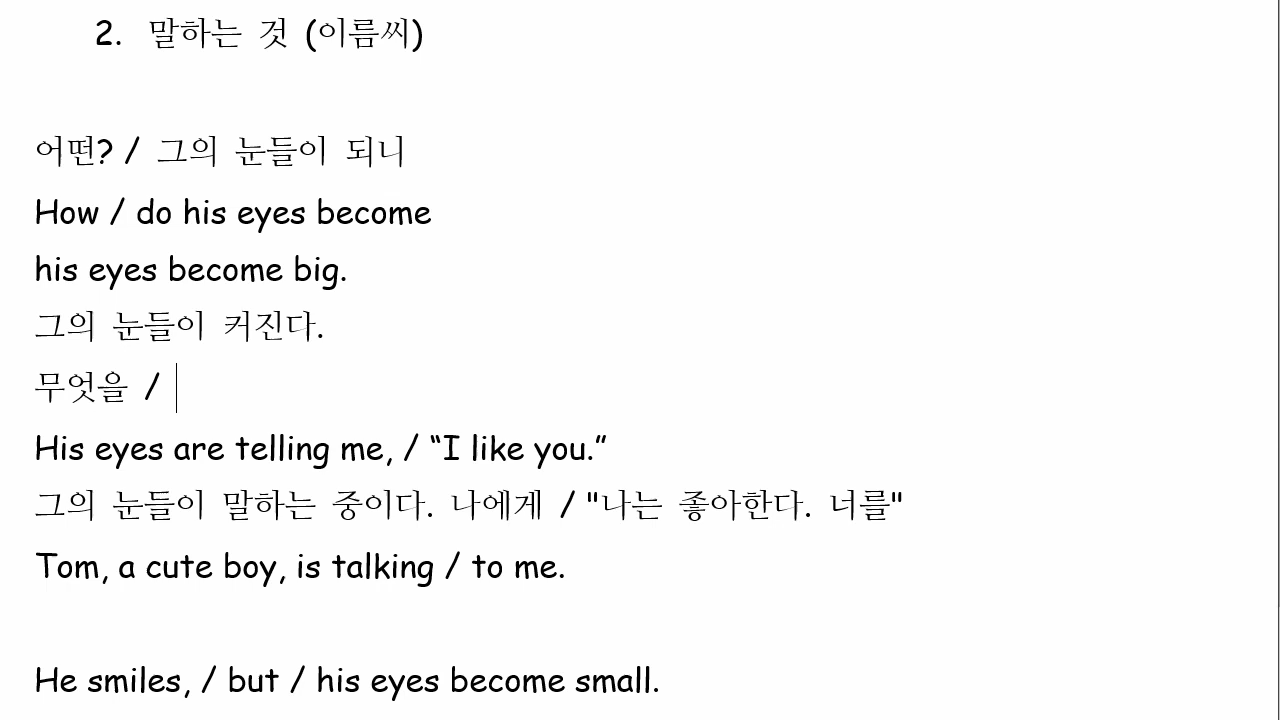 2. 말하는 것 (이름씨)
어떤? / 그의 눈들이 되니
How / do his eyes become
his eyes become big.
그의 눈들이 커진다.
무엇을 /
His eyes are telling me, / “I like you.”
그의 눈들이 말하는 중이다. 나에게 / "나는 좋아한다. 너를"
Tom, a cute boy, is talking / to me.
He smiles, / but / his eyes become small.